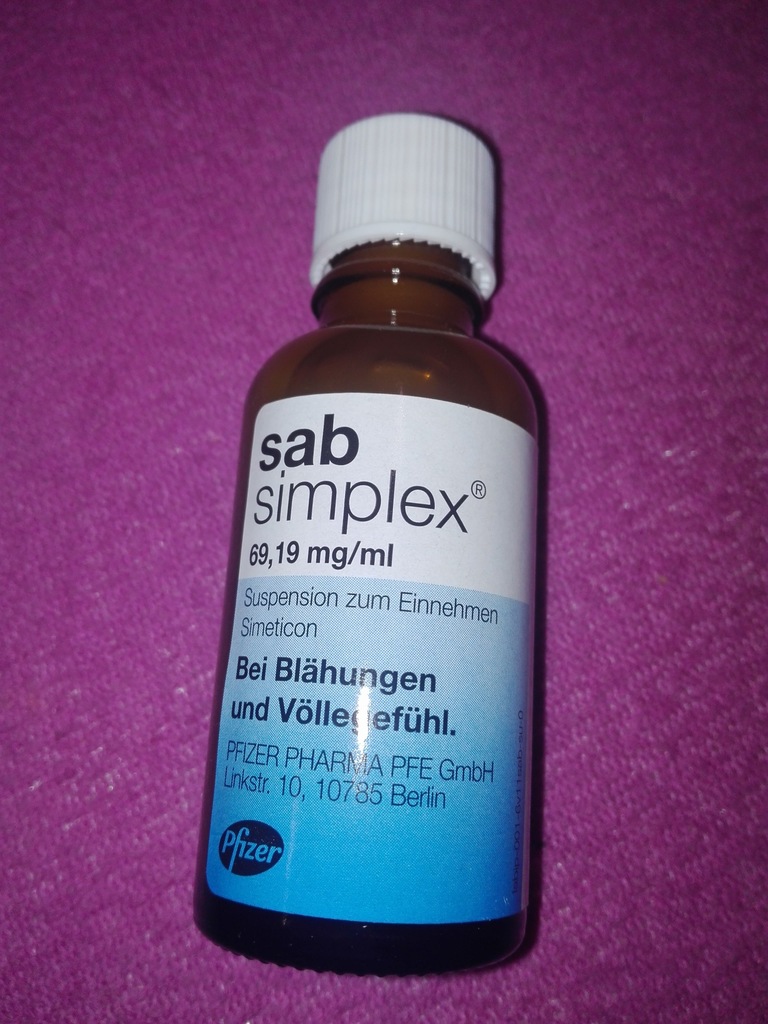 sab
simplex®
69,19 mg/ml
Suspension zum Einnehmen
Simeticon
Bei Blähungen
und Völlegefühl.
PFIZER PHARMA PFE GmbH
Linkstr. 10, 10785 Berlin
Pfizer